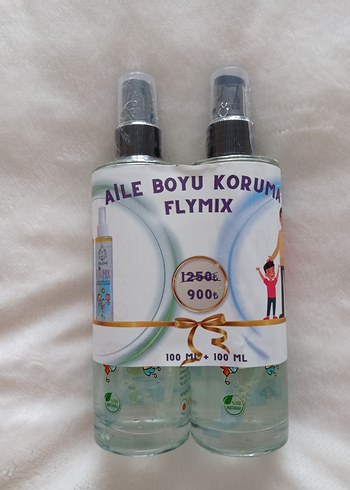 AİLE BOYU KORUMA
FLYMIX
1250₺
900₺
100 ML + 100 ML